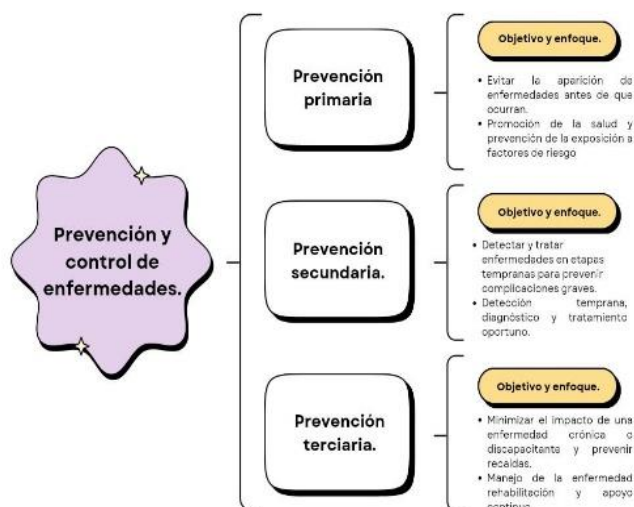 Prevención y
control de
enfermedades.
Prevención
primaria
Objetivo y enfoque.
• Evitar la aparición de
enfermedades antes de que
ocurran.
• Promoción de la salud y
prevención de la exposición a
factores de riesgo
Prevención
secundaria.
Objetivo y enfoque.
• Detectar y tratar
enfermedades en etapas
tempranas para prevenir
complicaciones graves.
• Detección temprana,
diagnóstico y tratamiento
oportuno.
Prevención
terciaria.
Objetivo y enfoque.
• Minimizar el impacto de una
enfermedad crónica o
discapacitante y prevenir
recaídas.
• Manejo de la enfermedad
rehabilitación y apoyo